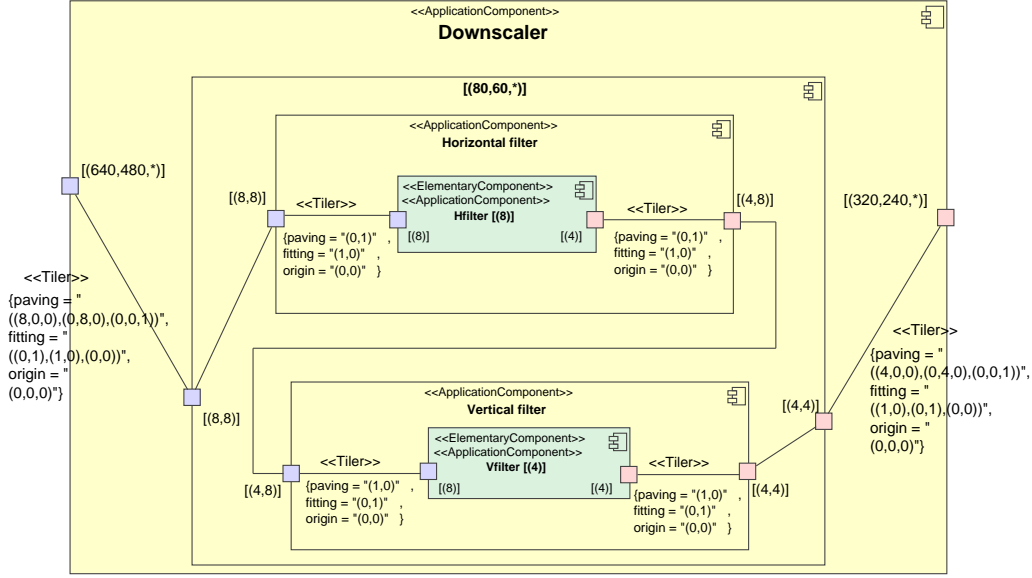 <<ApplicationComponent>>
Downscaler
[(80,60,*)]
<<ApplicationComponent>>
Horizontal filter
[(640,480,*)]
[(8,8)]
<<Tiler>>
{paving = "(0,1)" ,
fitting = "(1,0)" ,
origin = "(0,0)" }
<<ElementaryComponent>>
<<ApplicationComponent>>
Hfilter [(8)]
[(8)]
[(4)]
<<Tiler>>
{paving = "(0,1)" ,
fitting = "(1,0)" ,
origin = "(0,0)" }
[(4,8)]
[(320,240,*)]
<<Tiler>>
{paving = "
((8,0,0),(0,8,0),(0,0,1))",
fitting = "
((0,1),(1,0),(0,0))",
origin = "
(0,0,0)"}
[(8,8)]
<<Tiler>>
{paving = "
((4,0,0),(0,4,0),(0,0,1))",
fitting = "
((1,0),(0,1),(0,0))",
origin = "
(0,0,0)"}
[(4,4)]
<<ApplicationComponent>>
Vertical filter
[(4,8)]
<<Tiler>>
{paving = "(1,0)" ,
fitting = "(0,1)" ,
origin = "(0,0)" }
<<ElementaryComponent>>
<<ApplicationComponent>>
Vfilter [(4)]
[(8)]
[(4)]
<<Tiler>>
{paving = "(1,0)" ,
fitting = "(0,1)" ,
origin = "(0,0)" }
[(4,4)]